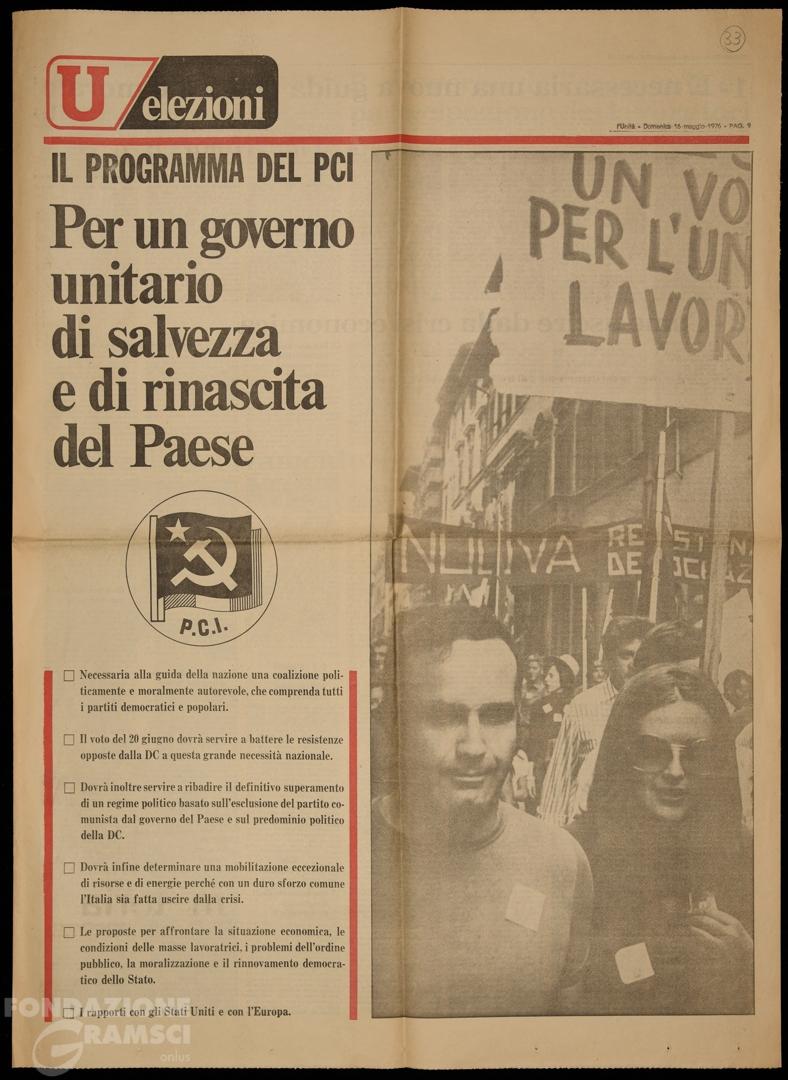 33
U elezioni
l'Unità - Domenica 16 maggio 1976 - PAG. 9
IL PROGRAMMA DEL PCI
Per un governo
unitario
di salvezza
e di rinascita
del Paese
P.C.I.
Necessaria alla guida della nazione una coalizione poli-
ticamente e moralmente autorevole, che comprenda tutti
i partiti democratici e popolari.
Il voto del 20 giugno dovrà servire a battere le resistenze
opposte dalla DC a questa grande necessità nazionale.
Dovrà inoltre servire a ribadire il definitivo superamento
di un regime politico basato sull'esclusione del partito co-
munista dal governo del Paese e sul predominio politico
della DC.
Dovrà infine determinare una mobilitazione eccezionale
di risorse e di energie perché con un duro sforzo comune
l'Italia sia fatta uscire dalla crisi.
Le proposte per affrontare la situazione economica, le
condizioni delle masse lavoratrici, i problemi dell'ordine
pubblico, la moralizzazione e il rinnovamento democra-
tico dello Stato.
I rapporti con gli Stati Uniti e con l'Europa.
UN VO
PER L'UN
LAVOR
NUOVA
RE
DE
FONDAZIONE
GRAMSCI
onlus